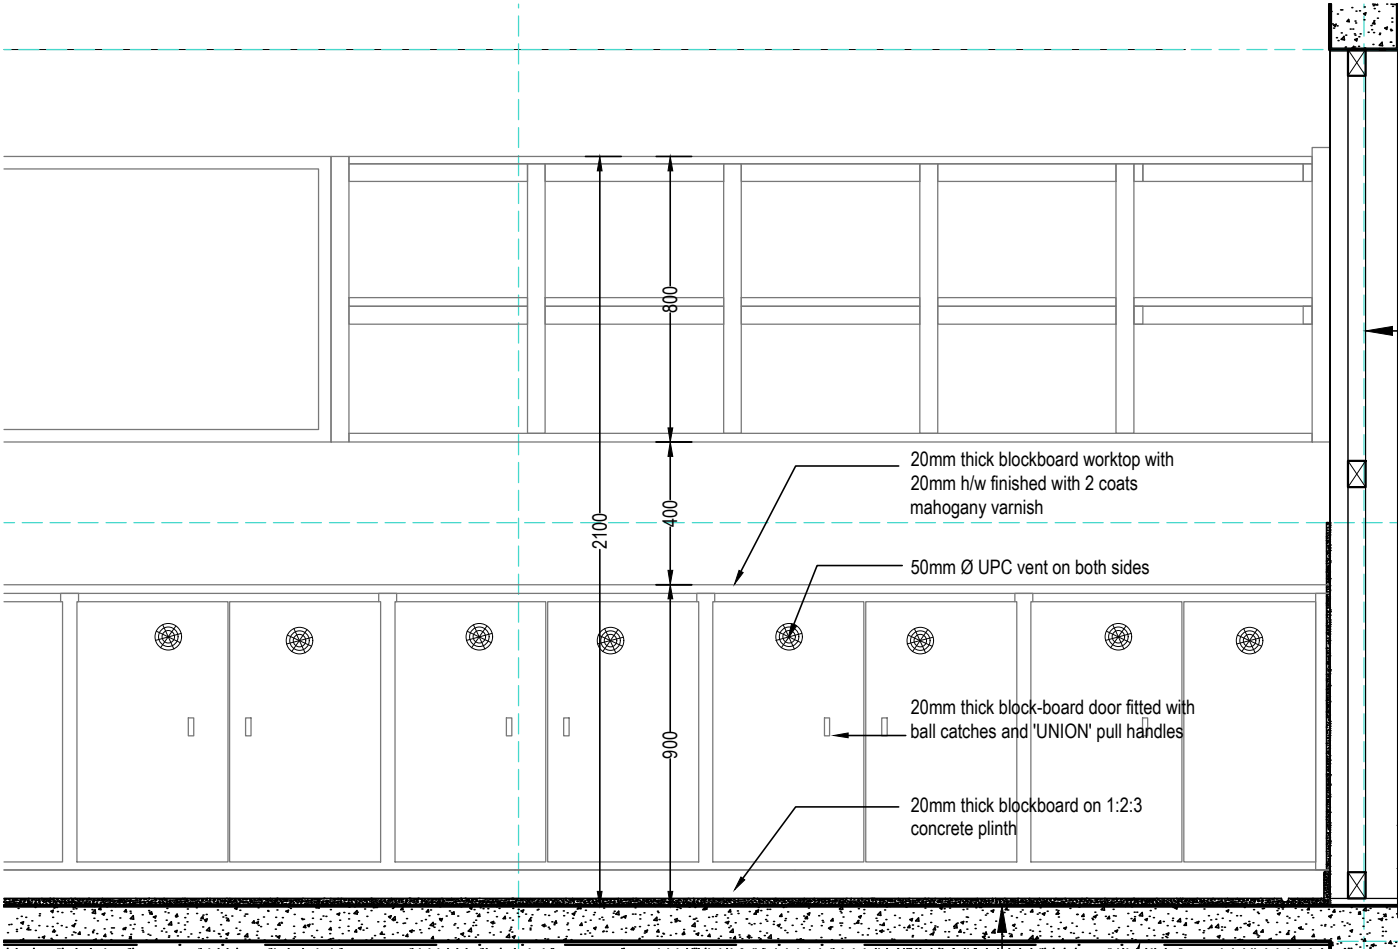 800
20mm thick blockboard worktop with
20mm h/w finished with 2 coats
mahogany varnish
400
2100
50mm Ø UPC vent on both sides
20mm thick block-board door fitted with
ball catches and 'UNION' pull handles
900
20mm thick blockboard on 1:2:3
concrete plinth